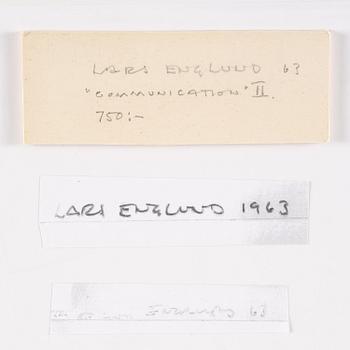 LARS ENGLUND 63
"COMMUNICATION" II.
750:-
LARS ENGLUND 1963
ENGLUND 63